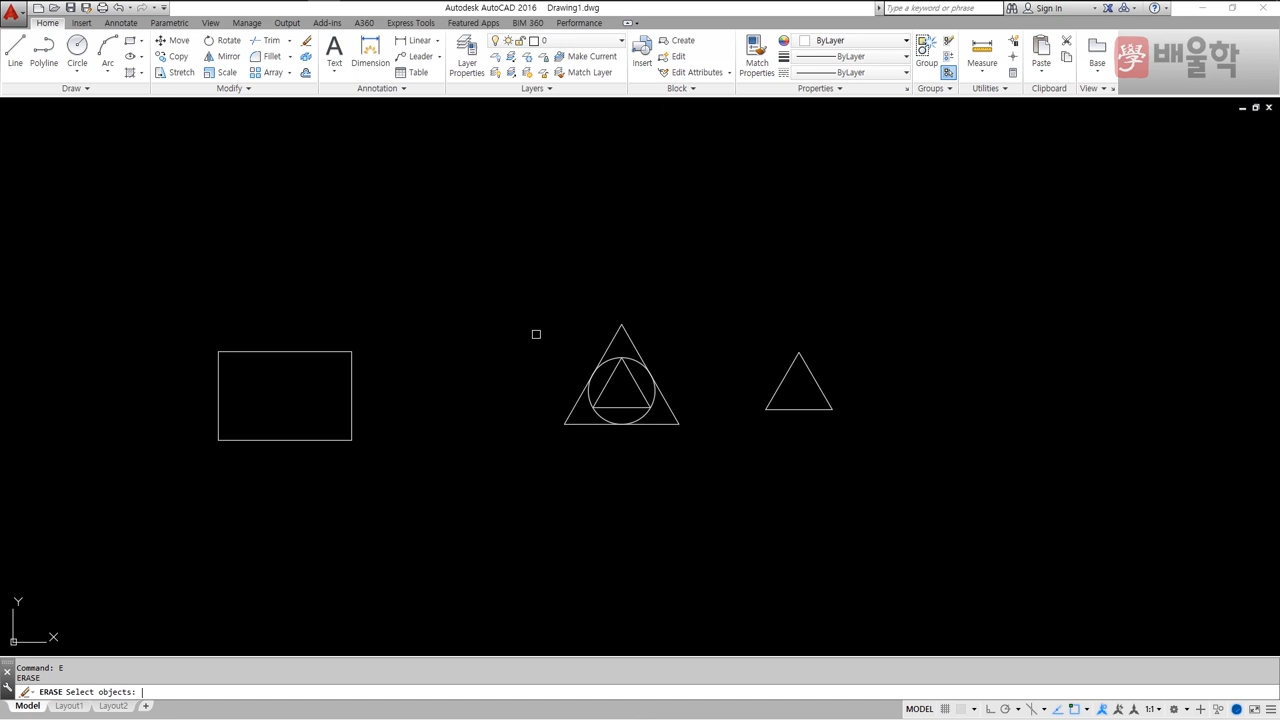 Autodesk AutoCAD 2016 Drawing1.dwg
Type a keyword or phrase
Sign In
Home Insert Annotate Parametric View Manage Output Add-ins A360 Express Tools Featured Apps BIM 360 Performance
Line
Polyline
Circle
Arc
Draw
Move
Rotate
Trim
Copy
Mirror
Fillet
Stretch
Scale
Array
Modify
Text
Dimension
Linear
Leader
Table
Annotation
Layer
Properties
0
Make Current
Match Layer
Layers
Insert
Create
Edit
Edit Attributes
Block
Match
Properties
ByLayer
ByLayer
ByLayer
Properties
Group
Groups
Measure
Utilities
Paste
Clipboard
Base
View
學 배울학
Y
X
Command: E
ERASE
ERASE Select objects:
Model Layout1 Layout2
MODEL
1:1